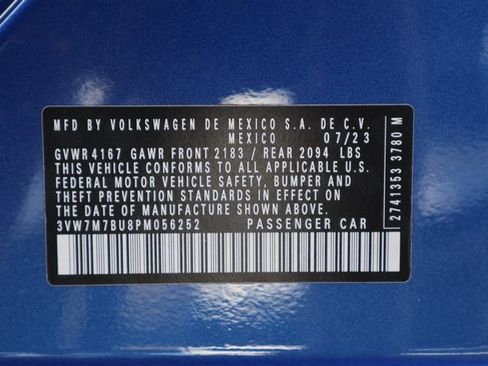 MFD BY VOLKSWAGEN DE MEXICO S.A. DE C.V.
MEXICO 07/23
GVWR 4167 GAWR FRONT 2183 / REAR 2094 LBS
THIS VEHICLE CONFORMS TO ALL APPLICABLE U.S.
FEDERAL MOTOR VEHICLE SAFETY, BUMPER AND
THEFT PREVENTION STANDARDS IN EFFECT ON THE
DATE OF MANUFACTURE SHOWN ABOVE.
3VW7M7BU8PM056252 PASSENGER CAR
2741353 3780 M